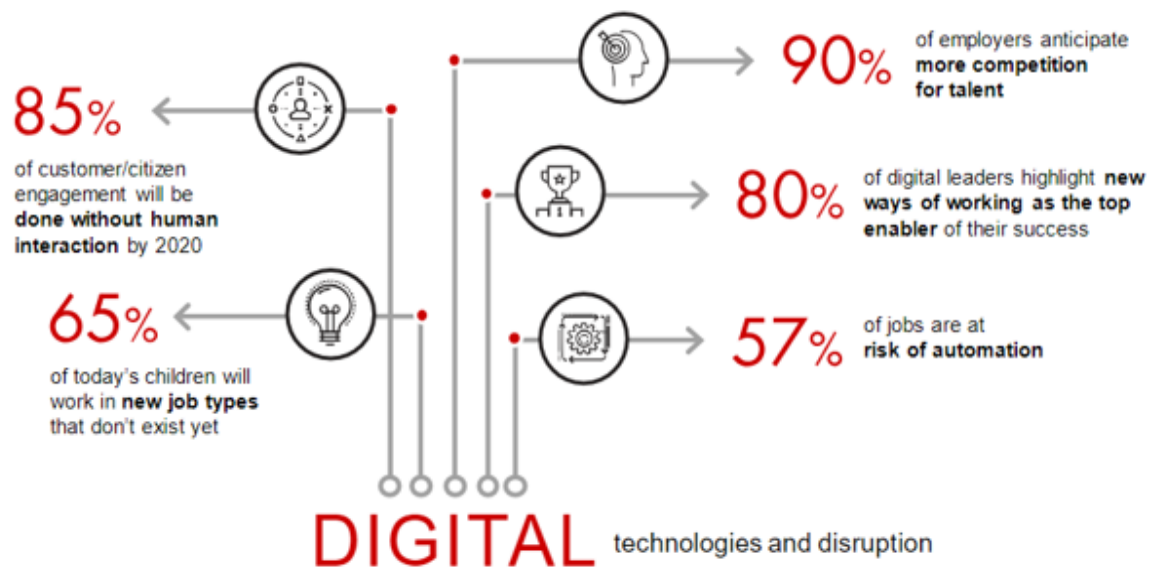 85%
of customer/citizen
engagement will be
done without human
interaction by 2020
65%
of today's children will
work in new job types
that don't exist yet
90%
of employers anticipate
more competition
for talent
80%
of digital leaders highlight new
ways of working as the top
enabler of their success
1
57%
of jobs are at
risk of automation
DIGITAL technologies and disruption